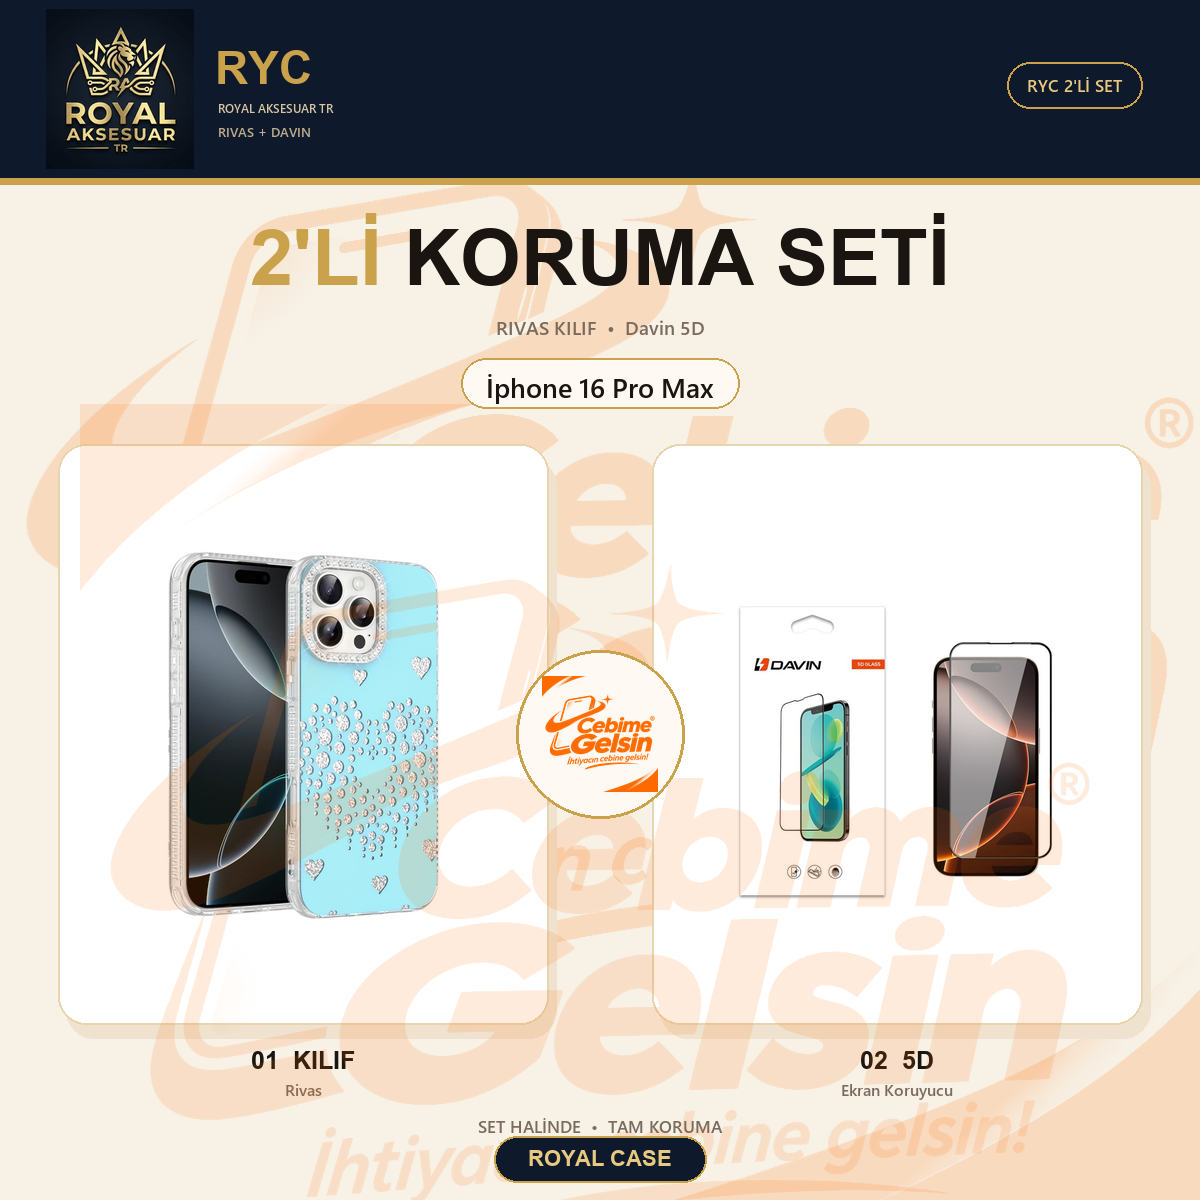 ROYAL
AKSESUAR
TR
RYC
ROYAL AKSESUAR TR
RIVAS + DAVIN
RYC 2'Lİ SET
2'Lİ KORUMA SETİ
RIVAS KILIF • Davin 5D
İphone 16 Pro Max
DAVIN
5D GLASS
Cebime®
Gelsin
İhtiyacın cebine gelsin!
Cebime®
Gelsin
01 KILIF
02 5D
Rivas
Ekran Koruyucu
SET HALİNDE • TAM KORUMA
ROYAL CASE